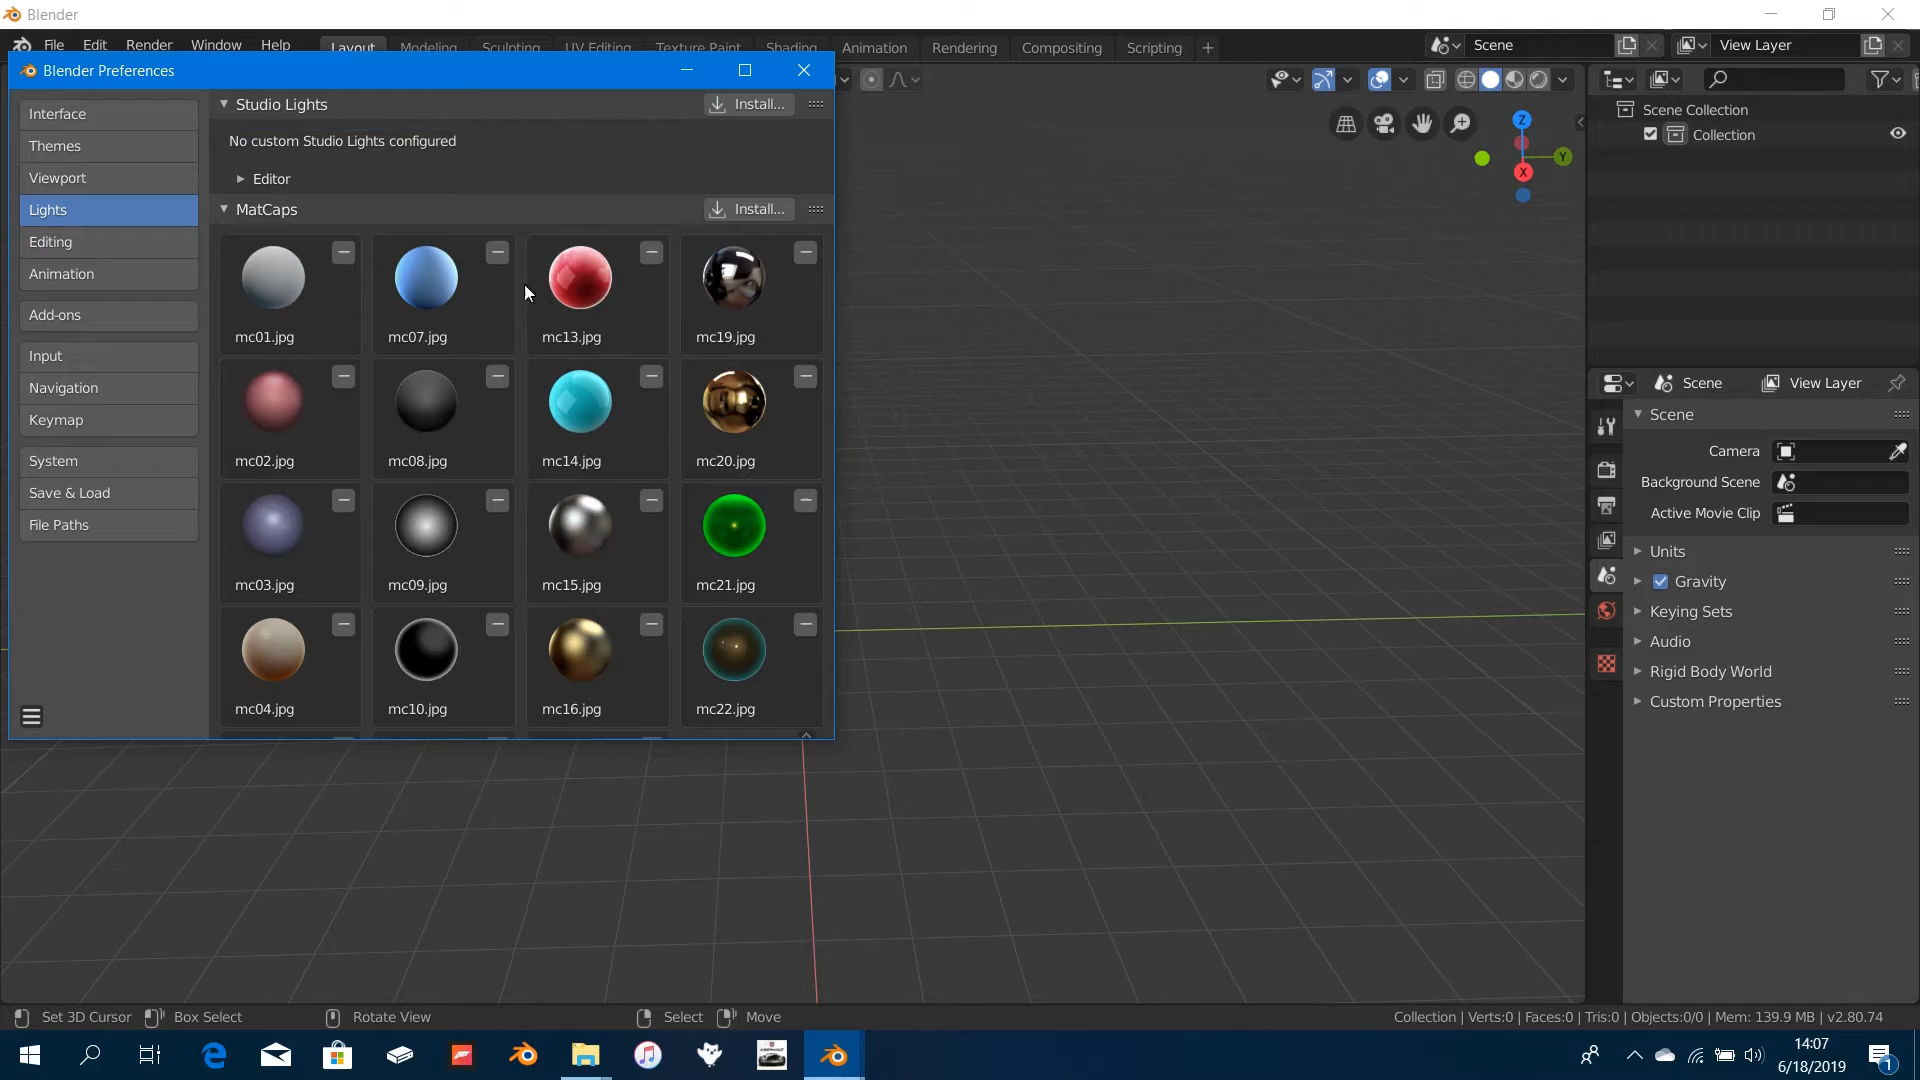 Blender
File Edit Render Window Help Layout Modeling Sculpting UV Editing Texture Paint Shading Animation Rendering Compositing Scripting + Scene View Layer
Blender Preferences
Interface
Themes
Viewport
Lights
Editing
Animation
Add-ons
Input
Navigation
Keymap
System
Save & Load
File Paths
Studio Lights Install...
No custom Studio Lights configured
Editor
MatCaps Install...
mc01.jpg mc07.jpg mc13.jpg mc19.jpg
mc02.jpg mc08.jpg mc14.jpg mc20.jpg
mc03.jpg mc09.jpg mc15.jpg mc21.jpg
mc04.jpg mc10.jpg mc16.jpg mc22.jpg
Z
Y
X
Scene Collection
Collection
Scene View Layer
Scene
Camera
Background Scene
Active Movie Clip
Units
Gravity
Keying Sets
Audio
Rigid Body World
Custom Properties
Set 3D Cursor Box Select Rotate View Select Move Collection | Verts:0 | Faces:0 | Tris:0 | Objects:0/0 | Mem: 139.9 MB | v2.80.74
14:07
6/18/2019
1